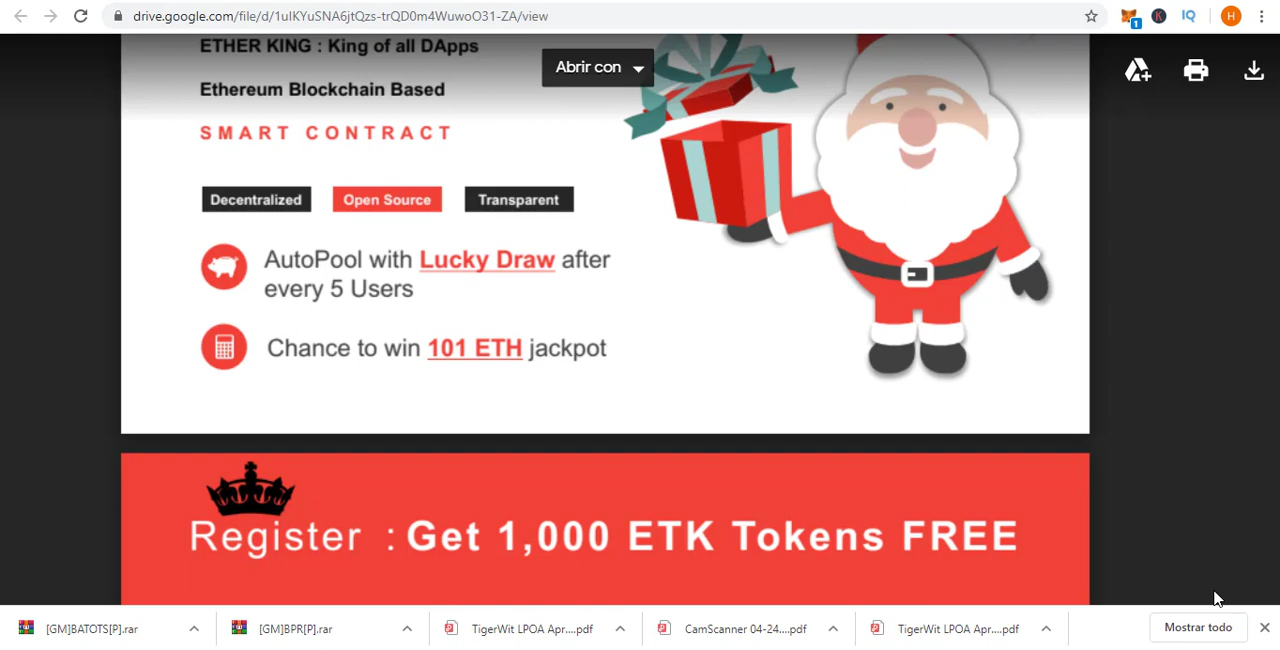 drive.google.com/file/d/1ulKYuSNA6jtQzs-trQD0m4WuwoO31-ZA/view
1
K
IQ
H
ETHER KING : King of all DApps
Abrir con
Ethereum Blockchain Based
SMART CONTRACT
Decentralized
Open Source
Transparent
AutoPool with Lucky Draw after
every 5 Users
Chance to win 101 ETH jackpot
Register : Get 1,000 ETK Tokens FREE
[GM]BATOTS[P].rar
[GM]BPR[P].rar
TigerWit LPOA Apr....pdf
CamScanner 04-24....pdf
TigerWit LPOA Apr....pdf
Mostrar todo